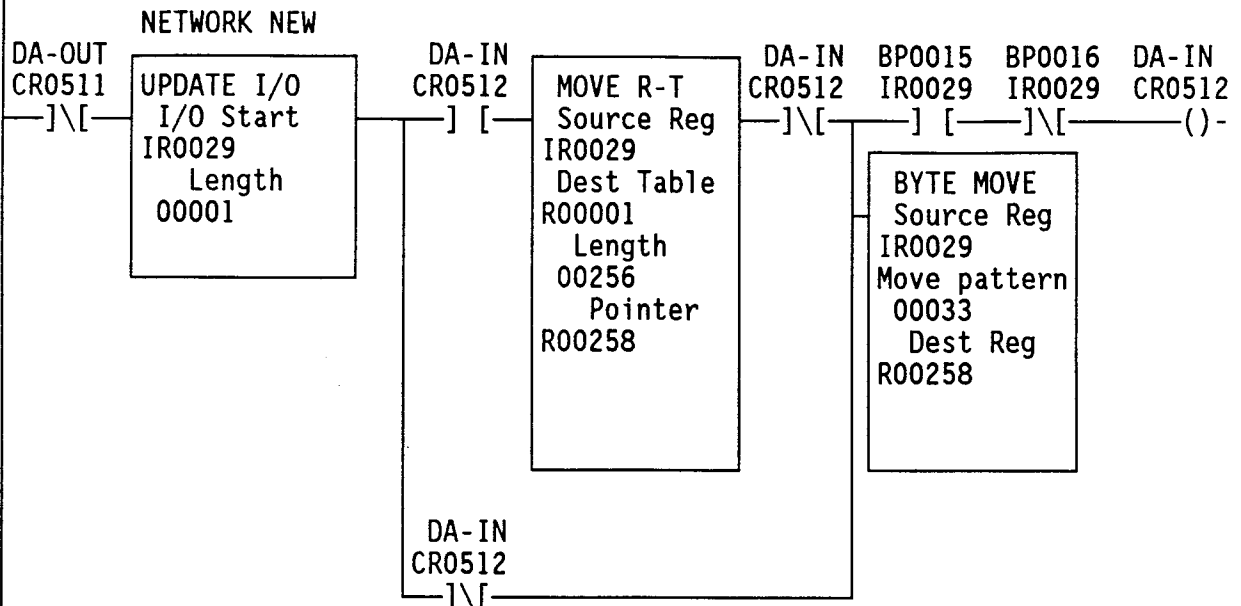 NETWORK NEW
DA-OUT
CR0511
—]\[—
UPDATE I/O
I/O Start
IR0029
Length
00001
DA-IN
CR0512
—] [—
MOVE R-T
Source Reg
IR0029
Dest Table
R00001
Length
00256
Pointer
R00258
DA-IN
CR0512
—]\[—
BP0015
IR0029
—] [—
BP0016
IR0029
—]\[—
DA-IN
CR0512
—()-
BYTE MOVE
Source Reg
IR0029
Move pattern
00033
Dest Reg
R00258
DA-IN
CR0512
—]\[—